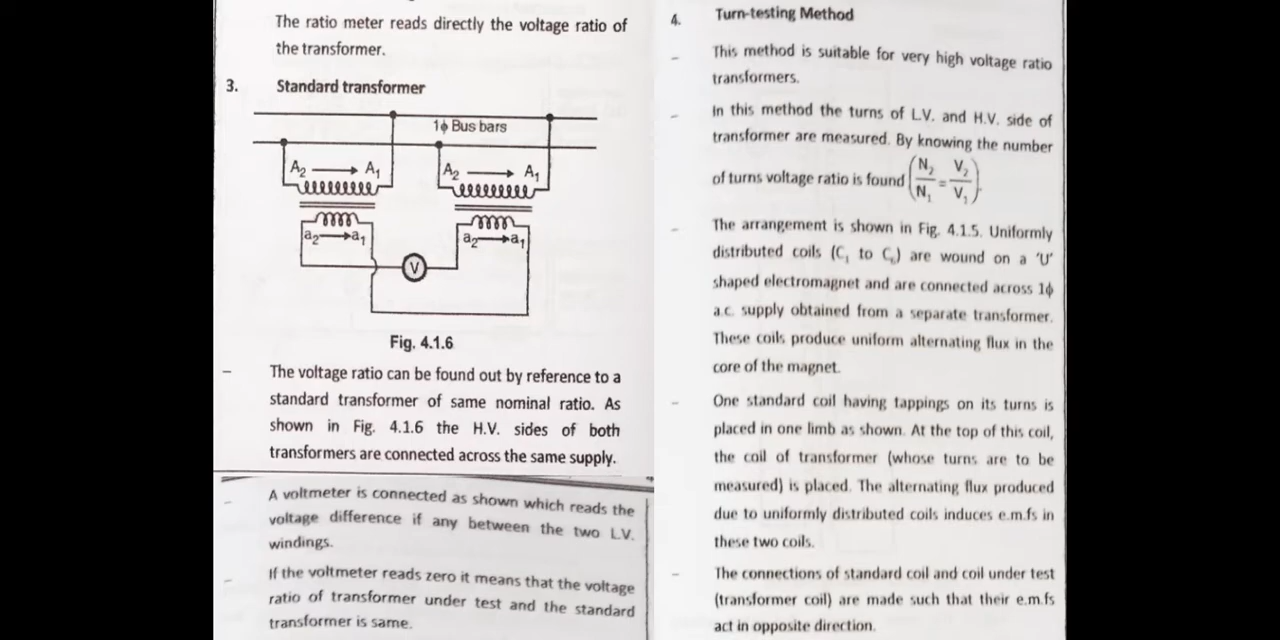 The ratio meter reads directly the voltage ratio of
the transformer.
3. Standard transformer
1ϕ Bus bars
A2 → A1
A2 → A1
a2 → a1
a2 → a1
V
Fig. 4.1.6
– The voltage ratio can be found out by reference to a
standard transformer of same nominal ratio. As
shown in Fig. 4.1.6 the H.V. sides of both
transformers are connected across the same supply.
– A voltmeter is connected as shown which reads the
voltage difference if any between the two L.V.
windings.
– If the voltmeter reads zero it means that the voltage
ratio of transformer under test and the standard
transformer is same.
4. Turn-testing Method
– This method is suitable for very high voltage ratio
transformers.
– In this method the turns of L.V. and H.V. side of
transformer are measured. By knowing the number
of turns voltage ratio is found (N2/N1 = V2/V1).
– The arrangement is shown in Fig. 4.1.5. Uniformly
distributed coils (C1 to ) are wound on a 'U'
shaped electromagnet and are connected across 1ϕ
a.c. supply obtained from a separate transformer.
These coils produce uniform alternating flux in the
core of the magnet.
– One standard coil having tappings on its turns is
placed in one limb as shown. At the top of this coil,
the coil of transformer (whose turns are to be
measured) is placed. The alternating flux produced
due to uniformly distributed coils induces e.m.fs in
these two coils.
– The connections of standard coil and coil under test
(transformer coil) are made such that their e.m.fs
act in opposite direction.